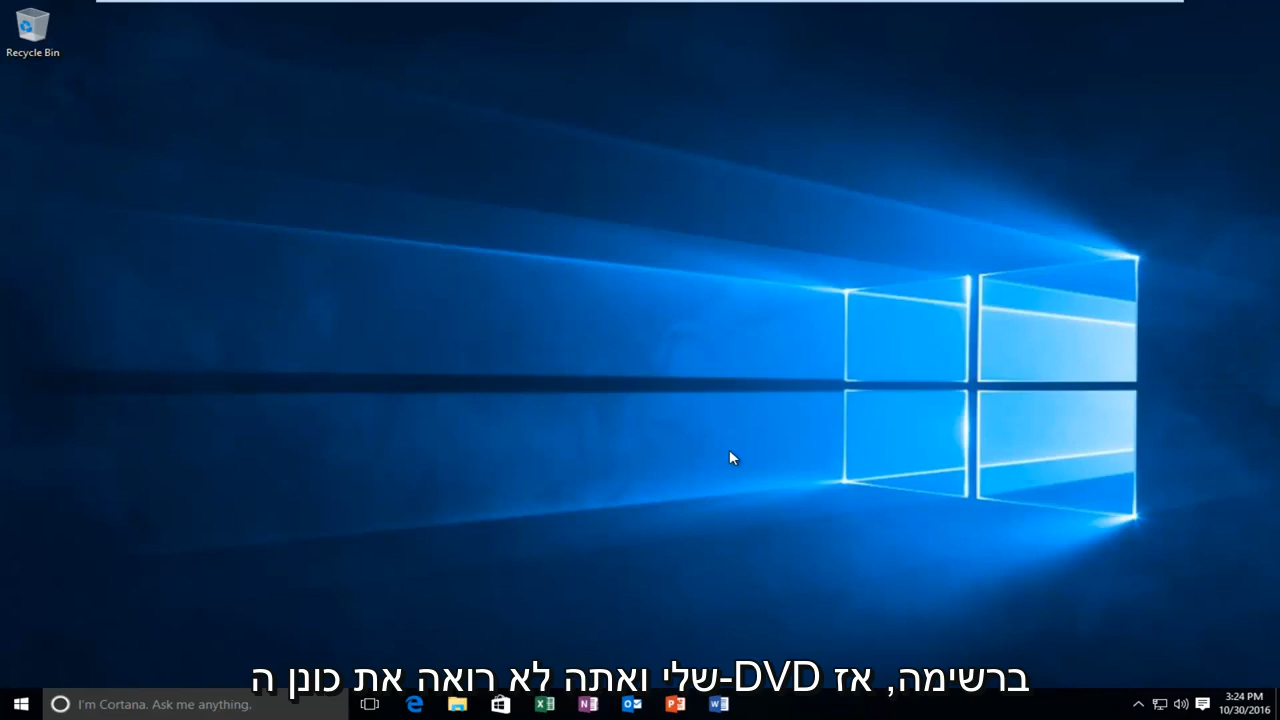 Recycle Bin
ברשימה, אז DVD-שלי ואתה לא רואה את כונן ה
I'm Cortana. Ask me anything.
3:24 PM
10/30/2016